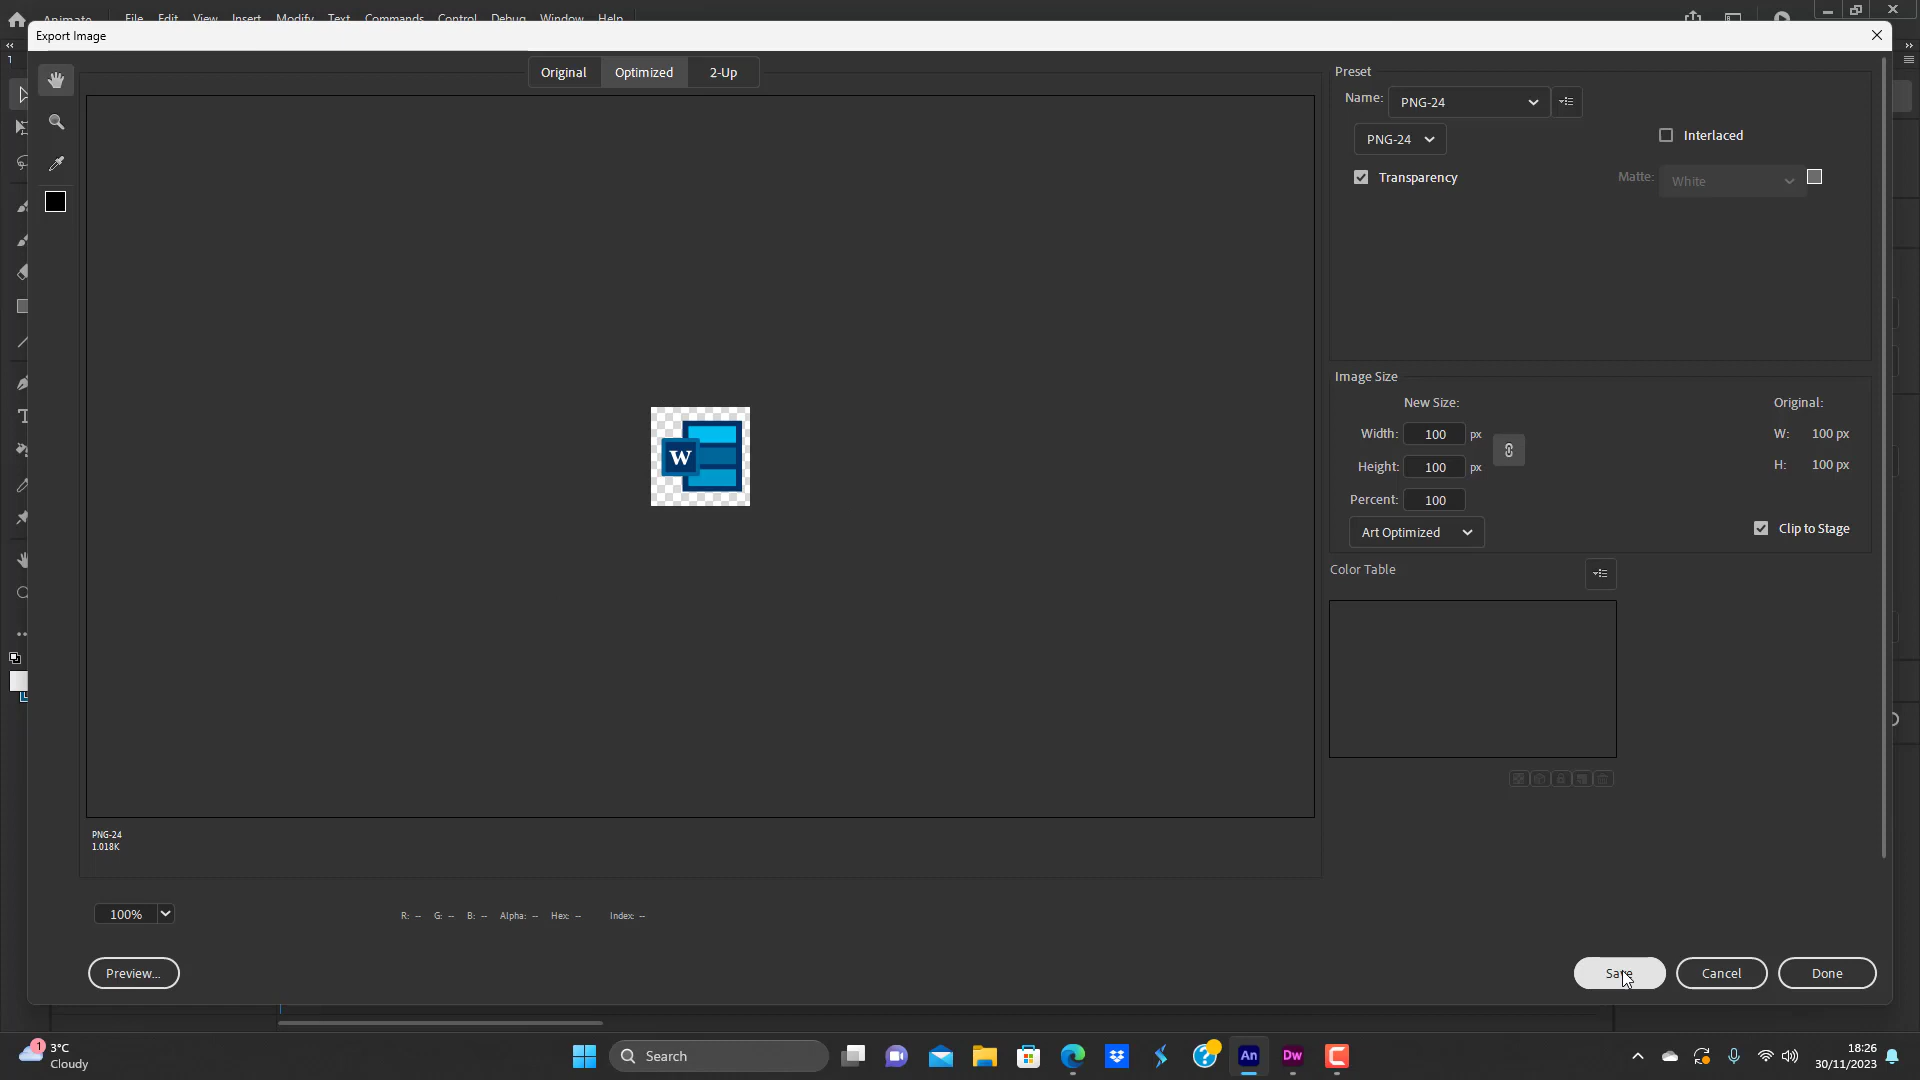 Animate File Edit View Insert Modify Text Commands Control Debug Window Help
Export Image
1
Original Optimized 2-Up
Preset
Name: PNG-24
PNG-24
Interlaced
Transparency
Matte: White
W
Image Size
New Size: Original:
Width: 100 px W: 100 px
Height: 100 px H: 100 px
Percent: 100
Art Optimized
Clip to Stage
Color Table
PNG-24
1.018K
100%
R: -- G: -- B: -- Alpha: -- Hex: -- Index: --
Preview... Save Cancel Done
1
3°C
Cloudy
Search
An
Dw
18:26
30/11/2023